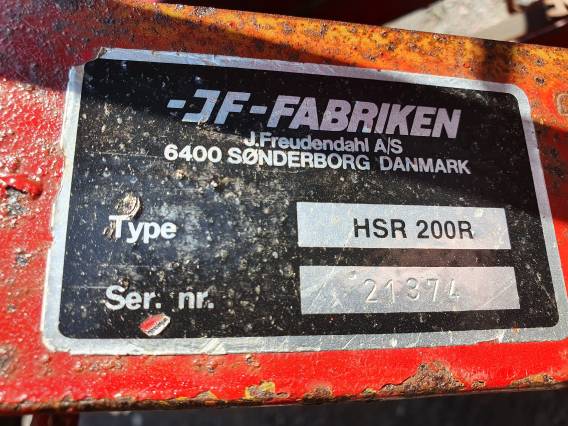 JF-FABRIKEN
J.Freudendahl A/S
6400 SØNDERBORG DANMARK
Type HSR 200R
Ser. nr. 21374